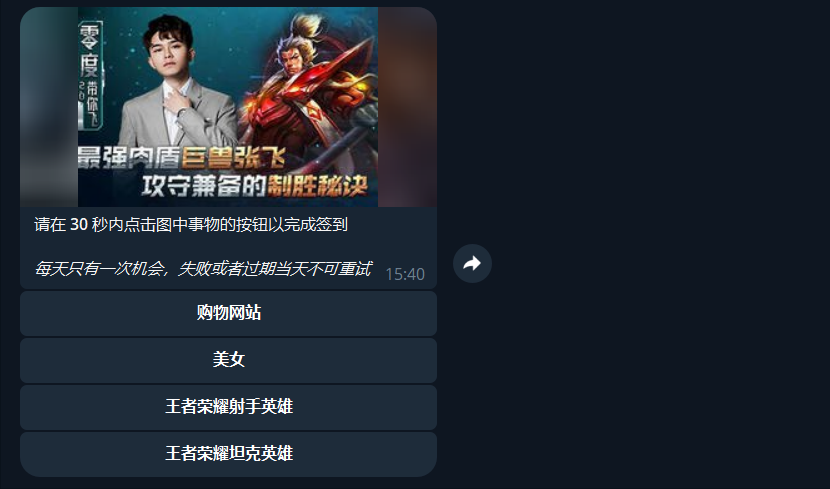 零度
带你飞
最强肉盾巨兽张飞
攻守兼备的制胜秘诀
请在 30 秒内点击图中事物的按钮以完成签到
每天只有一次机会，失败或者过期当天不可重试
15:40
购物网站
美女
王者荣耀射手英雄
王者荣耀坦克英雄